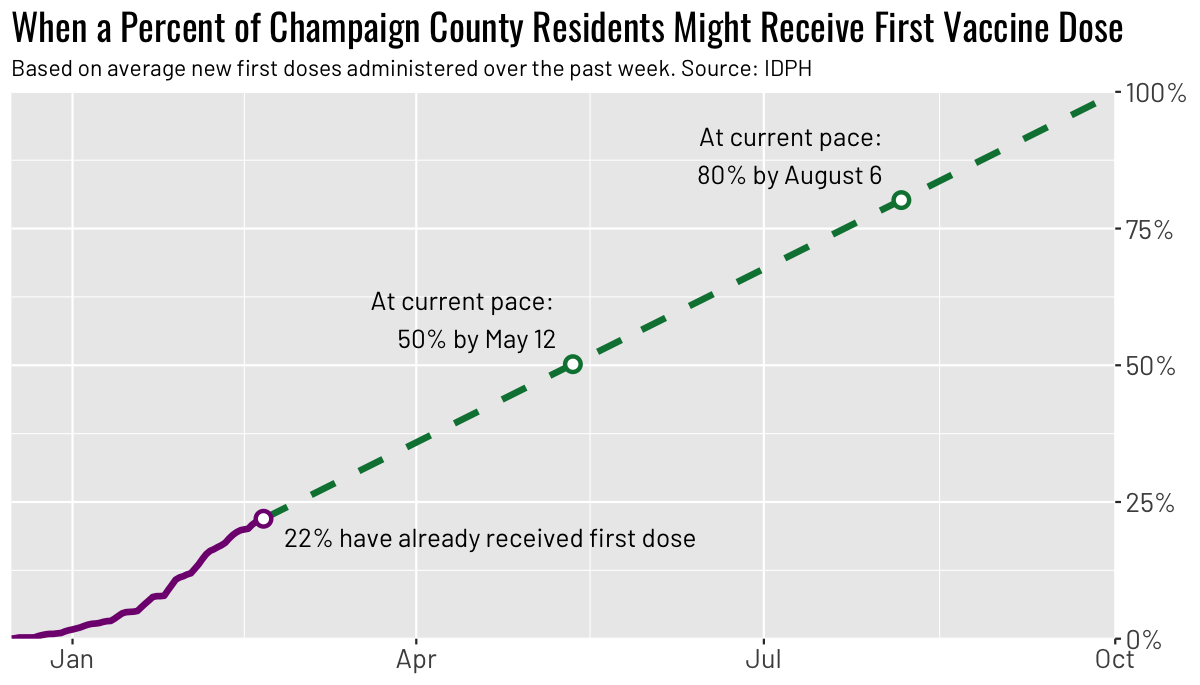 When a Percent of Champaign County Residents Might Receive First Vaccine Dose
Based on average new first doses administered over the past week. Source: IDPH
100%
At current pace:
80% by August 6
75%
At current pace:
50% by May 12
50%
25%
22% have already received first dose
0%
Jan
Apr
Jul
Oct